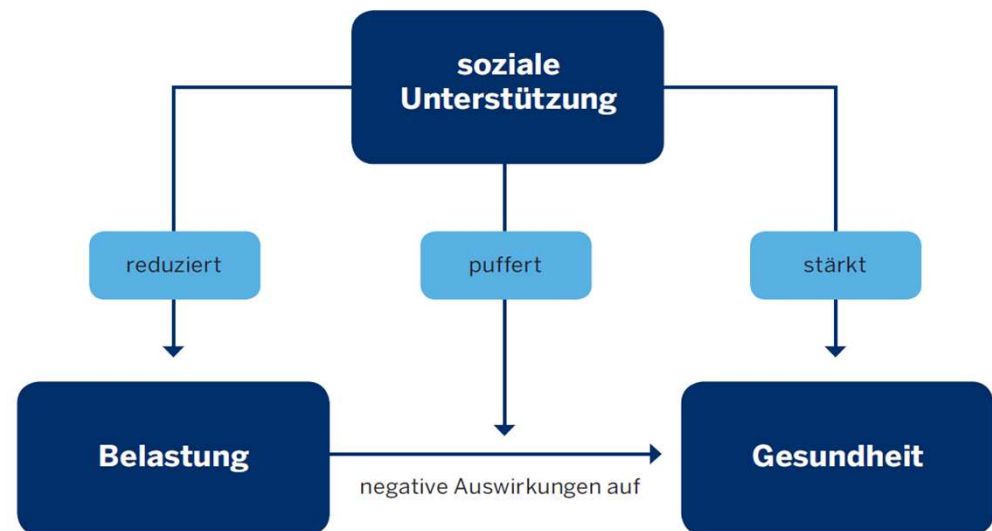 soziale
Unterstützung
reduziert
puffert
stärkt
Belastung
negative Auswirkungen auf
Gesundheit